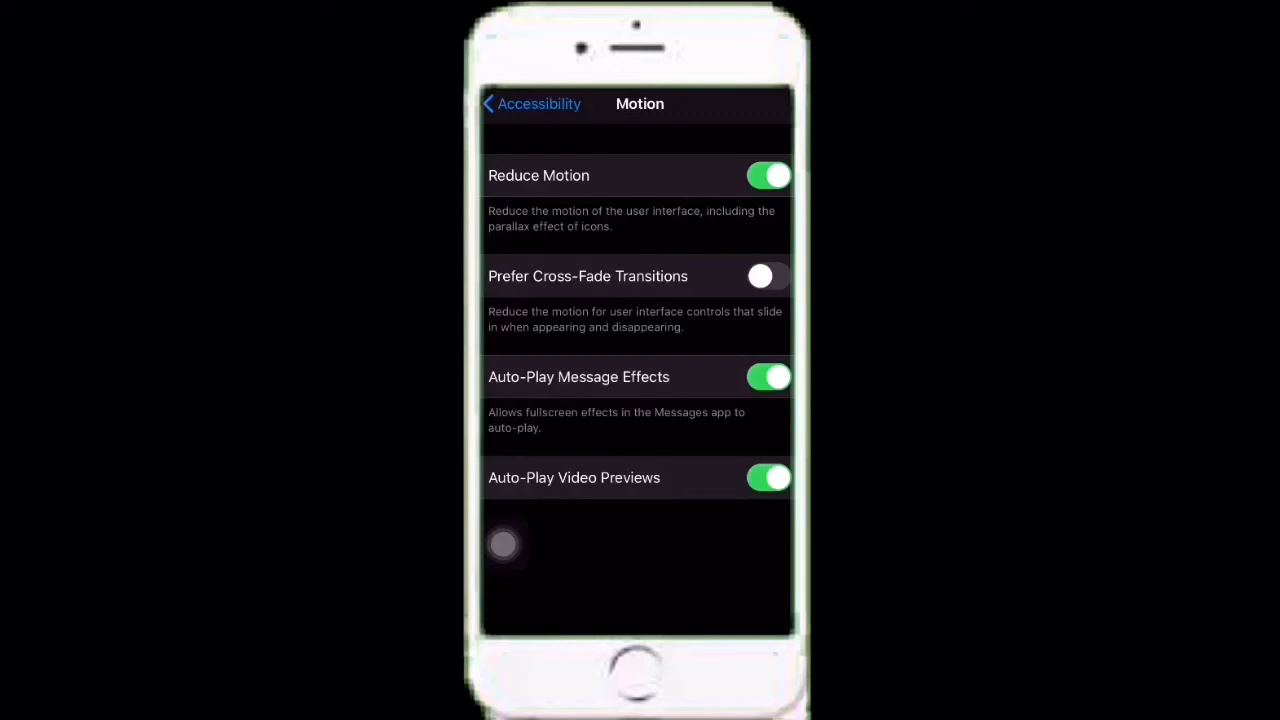 Accessibility Motion
Reduce Motion
Reduce the motion of the user interface, including the
parallax effect of icons.
Prefer Cross-Fade Transitions
Reduce the motion for user interface controls that slide
in when appearing and disappearing.
Auto-Play Message Effects
Allows fullscreen effects in the Messages app to
auto-play.
Auto-Play Video Previews